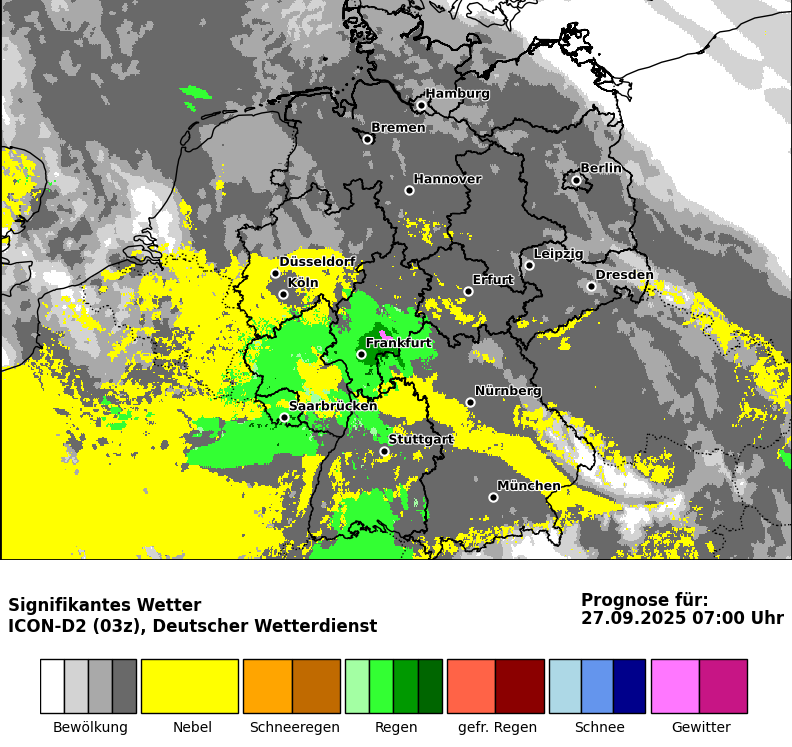 Hamburg
Bremen
Berlin
Hannover
Leipzig
Düsseldorf
Dresden
Köln
Erfurt
Frankfurt
Nürnberg
Saarbrücken
Stuttgart
München
Signifikantes Wetter
ICON-D2 (03z), Deutscher Wetterdienst
Prognose für:
27.09.2025 07:00 Uhr
Bewölkung Nebel Schneeregen Regen gefr. Regen Schnee Gewitter